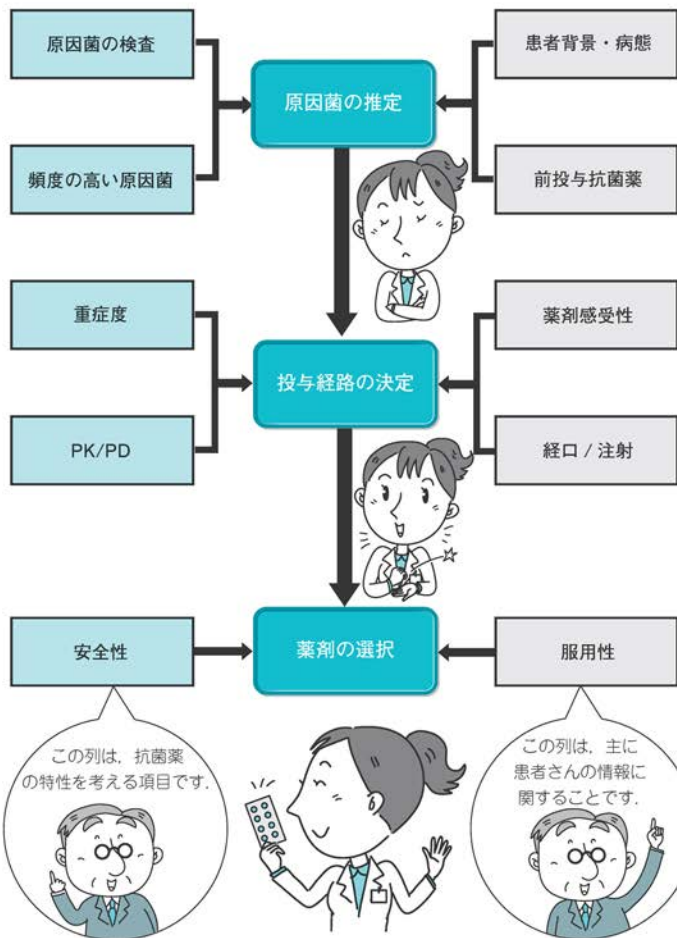 原因菌の検査
患者背景・病態
原因菌の推定
頻度の高い原因菌
前投与抗菌薬
重症度
薬剤感受性
投与経路の決定
PK/PD
経口 / 注射
安全性
薬剤の選択
服用性
この列は，抗菌薬
の特性を考える項目です．
この列は，主に
患者さんの情報に
関することです．